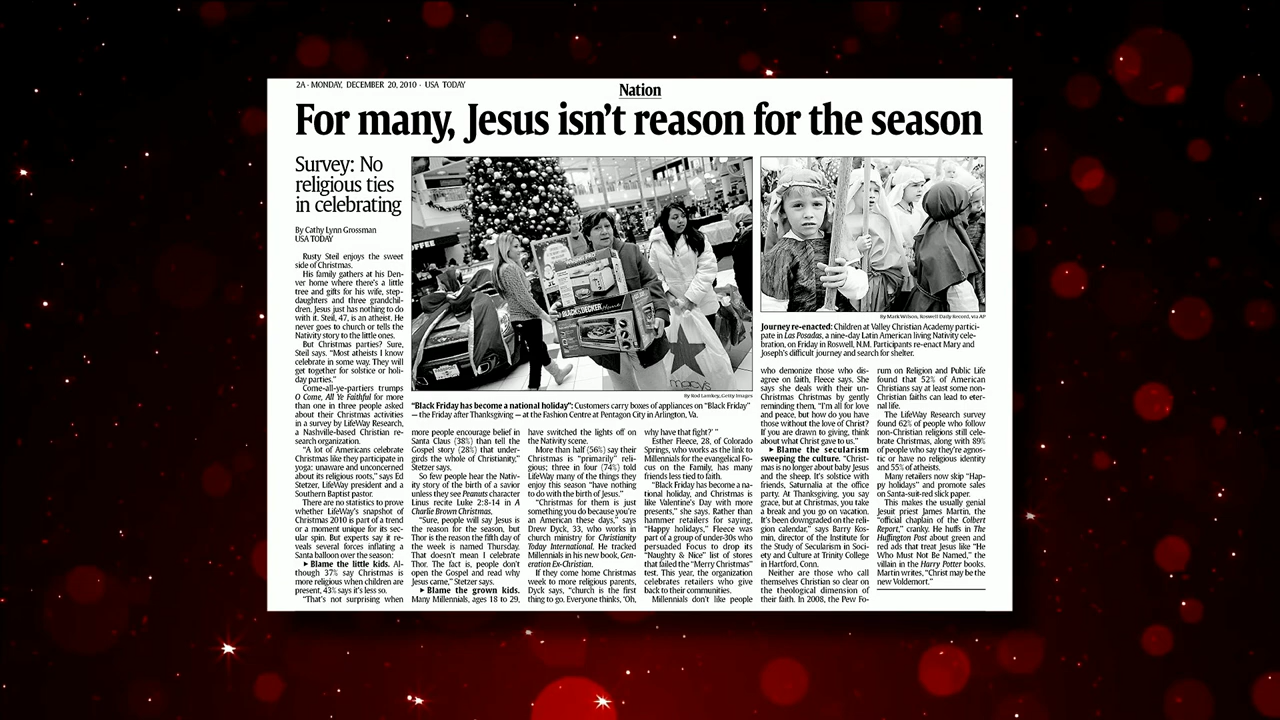 2A · MONDAY, DECEMBER 20, 2010 · USA TODAY
Nation
For many, Jesus isn't reason for the season
Survey: No
religious ties
in celebrating
By Cathy Lynn Grossman
USA TODAY
Rusty Steil enjoys the sweet
side of Christmas.
His family gathers at his Den-
ver home where there's a little
tree and gifts for his wife, step-
daughters and three grandchil-
dren. Jesus just has nothing to do
with it. Steil, 47, is an atheist. He
never goes to church or tells the
Nativity story to the little ones.
But Christmas parties? Sure,
Steil says. "Most atheists I know
celebrate in some way. They will
get together for solstice or holi-
day parties."
Come-all-ye-partiers trumps
O Come, All Ye Faithful for more
than one in three people asked
about their Christmas activities
in a survey by LifeWay Research,
a Nashville-based Christian re-
search organization.
"A lot of Americans celebrate
Christmas like they participate in
yoga: unaware and unconcerned
about its religious roots," says Ed
Stetzer, LifeWay president and a
Southern Baptist pastor.
There are no statistics to prove
whether LifeWay's snapshot of
Christmas 2010 is part of a trend
or a moment unique for its sec-
ular spin. But experts say it re-
veals several forces inflating a
Santa balloon over the season:
▶ Blame the little kids. Al-
though 37% say Christmas is
more religious when children are
present, 43% says it's less so.
"That's not surprising when
COFFEE
BLACK&DECKER
macys
By Rod Lamkey, Getty Images
"Black Friday has become a national holiday": Customers carry boxes of appliances on "Black Friday"
— the Friday after Thanksgiving — at the Fashion Centre at Pentagon City in Arlington, Va.
more people encourage belief in
Santa Claus (38%) than tell the
Gospel story (28%) that under-
girds the whole of Christianity,"
Stetzer says.
So few people hear the Nativ-
ity story of the birth of a savior
unless they see Peanuts character
Linus recite Luke 2:8-14 in A
Charlie Brown Christmas.
"Sure, people will say Jesus is
the reason for the season, but
Thor is the reason the fifth day of
the week is named Thursday.
That doesn't mean I celebrate
Thor. The fact is, people don't
open the Gospel and read why
Jesus came," Stetzer says.
▶ Blame the grown kids.
Many Millennials, ages 18 to 29,
have switched the lights off on
the Nativity scene.
More than half (56%) say their
Christmas is "primarily" reli-
gious; three in four (74%) told
LifeWay many of the things they
enjoy this season "have nothing
to do with the birth of Jesus."
"Christmas for them is just
something you do because you're
an American these days," says
Drew Dyck, 33, who works in
church ministry for Christianity
Today International. He tracked
Millennials in his new book, Gen-
eration Ex-Christian.
If they come home Christmas
week to more religious parents,
Dyck says, "church is the first
thing to go. Everyone thinks, 'Oh,
why have that fight?' "
Esther Fleece, 28, of Colorado
Springs, who works as the link to
Millennials for the evangelical Fo-
cus on the Family, has many
friends less tied to faith.
"Black Friday has become a na-
tional holiday, and Christmas is
like Valentine's Day with more
presents," she says. Rather than
hammer retailers for saying,
"Happy holidays," Fleece was
part of a group of under-30s who
persuaded Focus to drop its
"Naughty & Nice" list of stores
that failed the "Merry Christmas"
test. This year, the organization
celebrates retailers who give
back to their communities.
Millennials don't like people
By Mark Wilson, Roswell Daily Record, via AP
Journey re-enacted: Children at Valley Christian Academy partici-
pate in Las Posadas, a nine-day Latin American living Nativity cele-
bration, on Friday in Roswell, N.M. Participants re-enact Mary and
Joseph's difficult journey and search for shelter.
who demonize those who dis-
agree on faith, Fleece says. She
says she deals with their un-
Christmas Christmas by gently
reminding them, "I'm all for love
and peace, but how do you have
those without the love of Christ?
If you are drawn to giving, think
about what Christ gave to us."
▶ Blame the secularism
sweeping the culture. "Christ-
mas is no longer about baby Jesus
and the sheep. It's solstice with
friends, Saturnalia at the office
party. At Thanksgiving, you say
grace, but at Christmas, you take
a break and you go on vacation.
It's been downgraded on the reli-
gion calendar," says Barry Kos-
min, director of the Institute for
the Study of Secularism in Soci-
ety and Culture at Trinity College
in Hartford, Conn.
Neither are those who call
themselves Christian so clear on
the theological dimension of
their faith. In 2008, the Pew Fo-
rum on Religion and Public Life
found that 52% of American
Christians say at least some non-
Christian faiths can lead to eter-
nal life.
The LifeWay Research survey
found 62% of people who follow
non-Christian religions still cele-
brate Christmas, along with 89%
of people who say they're agnos-
tic or have no religious identity
and 55% of atheists.
Many retailers now skip "Hap-
py holidays" and promote sales
on Santa-suit-red slick paper.
This makes the usually genial
Jesuit priest James Martin, the
"official chaplain of the Colbert
Report," cranky. He huffs in The
Huffington Post about green and
red ads that treat Jesus like "He
Who Must Not Be Named," the
villain in the Harry Potter books.
Martin writes, "Christ may be the
new Voldemort."